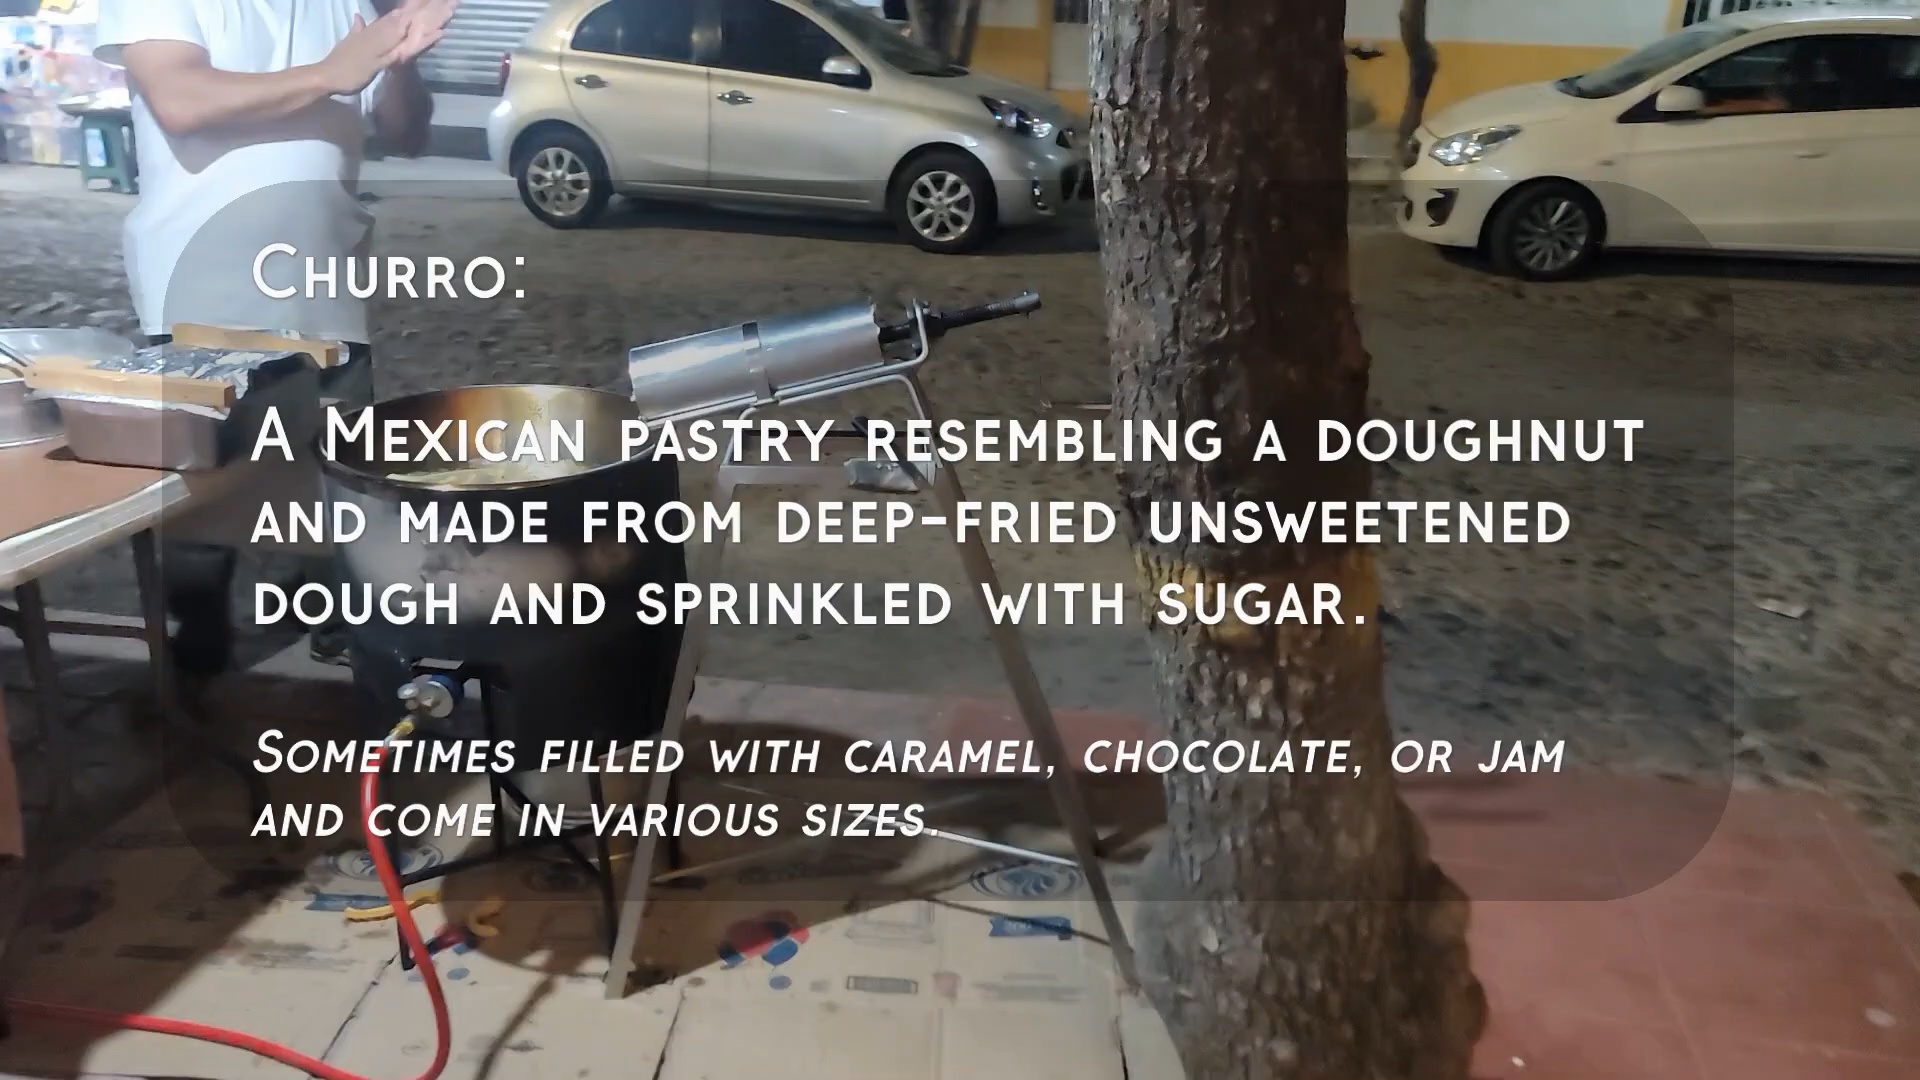 Churro:
A Mexican pastry resembling a doughnut
and made from deep-fried unsweetened
dough and sprinkled with sugar.
Sometimes filled with caramel, chocolate, or jam
and come in various sizes.